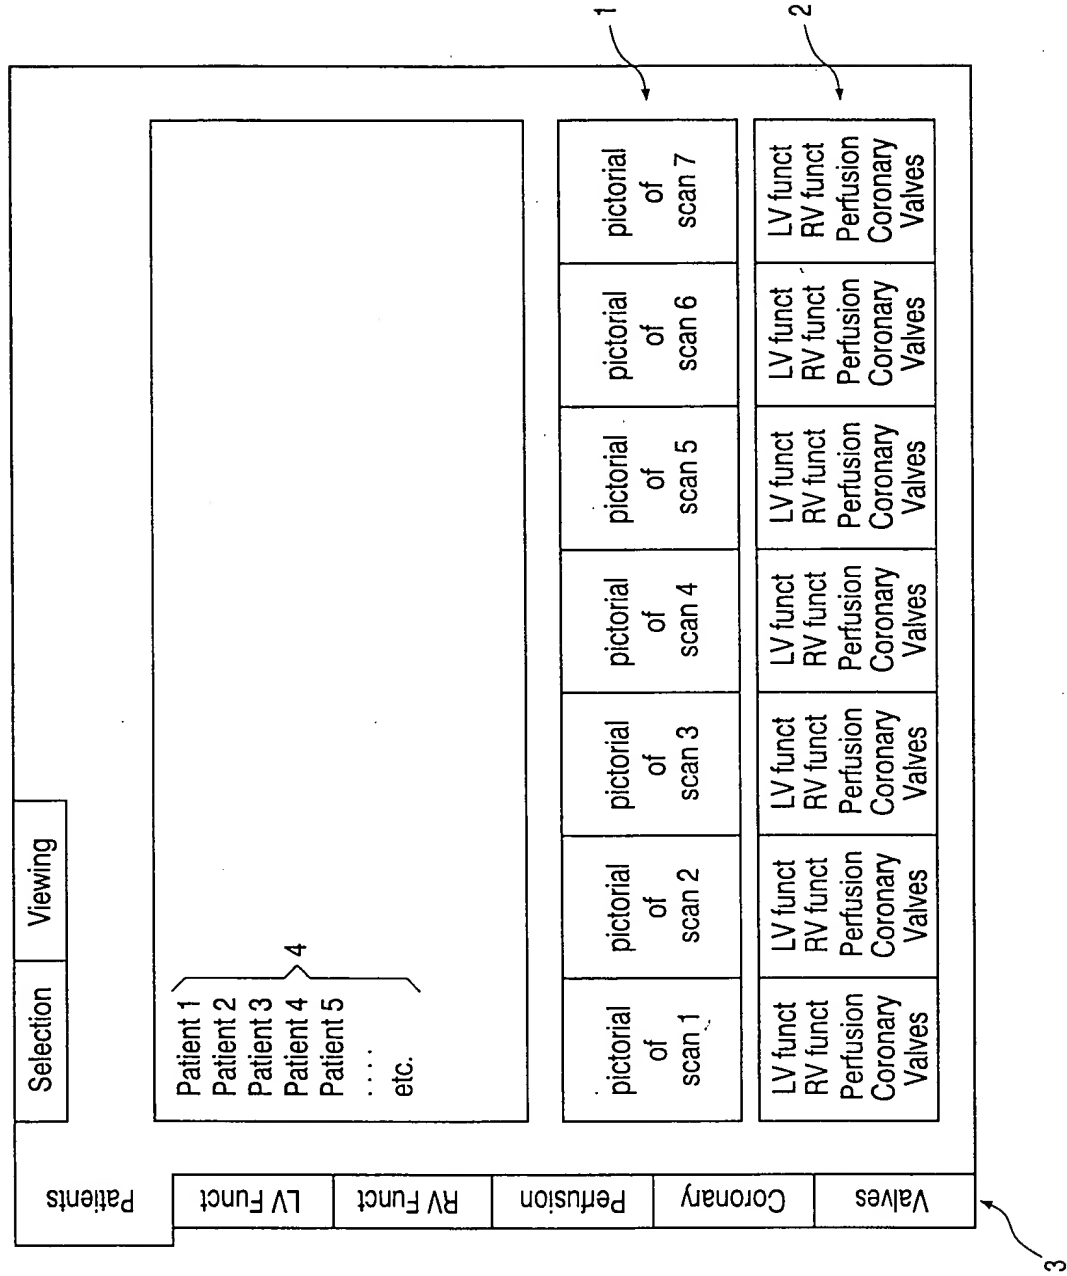 Selection
Viewing
Patients
LV Funct
RV Funct
Perfusion
Coronary
Valves
3
Patient 1
Patient 2
Patient 3
Patient 4
Patient 5
....
etc.
4
pictorial
of
scan 1
pictorial
of
scan 2
pictorial
of
scan 3
pictorial
of
scan 4
pictorial
of
scan 5
pictorial
of
scan 6
pictorial
of
scan 7
1
LV funct
RV funct
Perfusion
Coronary
Valves
LV funct
RV funct
Perfusion
Coronary
Valves
LV funct
RV funct
Perfusion
Coronary
Valves
LV funct
RV funct
Perfusion
Coronary
Valves
LV funct
RV funct
Perfusion
Coronary
Valves
LV funct
RV funct
Perfusion
Coronary
Valves
LV funct
RV funct
Perfusion
Coronary
Valves
2